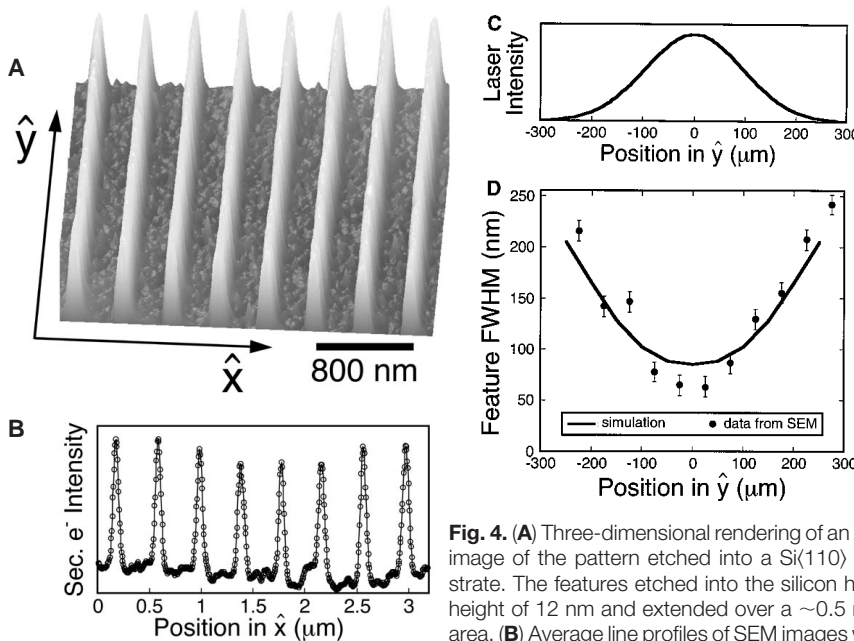 A
ŷ
x̂
800 nm
B
Sec. e⁻ Intensity
0 0.5 1 1.5 2 2.5 3
Position in x̂ (μm)
C
Laser
Intensity
-300 -200 -100 0 100 200 300
Position in ŷ (μm)
D
Feature FWHM (nm)
250
200
150
100
50
0
simulation data from SEM
-300 -200 -100 0 100 200 300
Position in ŷ (μm)
Fig. 4. (A) Three-dimensional rendering of an
image of the pattern etched into a Si⟨110⟩
strate. The features etched into the silicon h
height of 12 nm and extended over a ~0.5 
area. (B) Average line profiles of SEM images